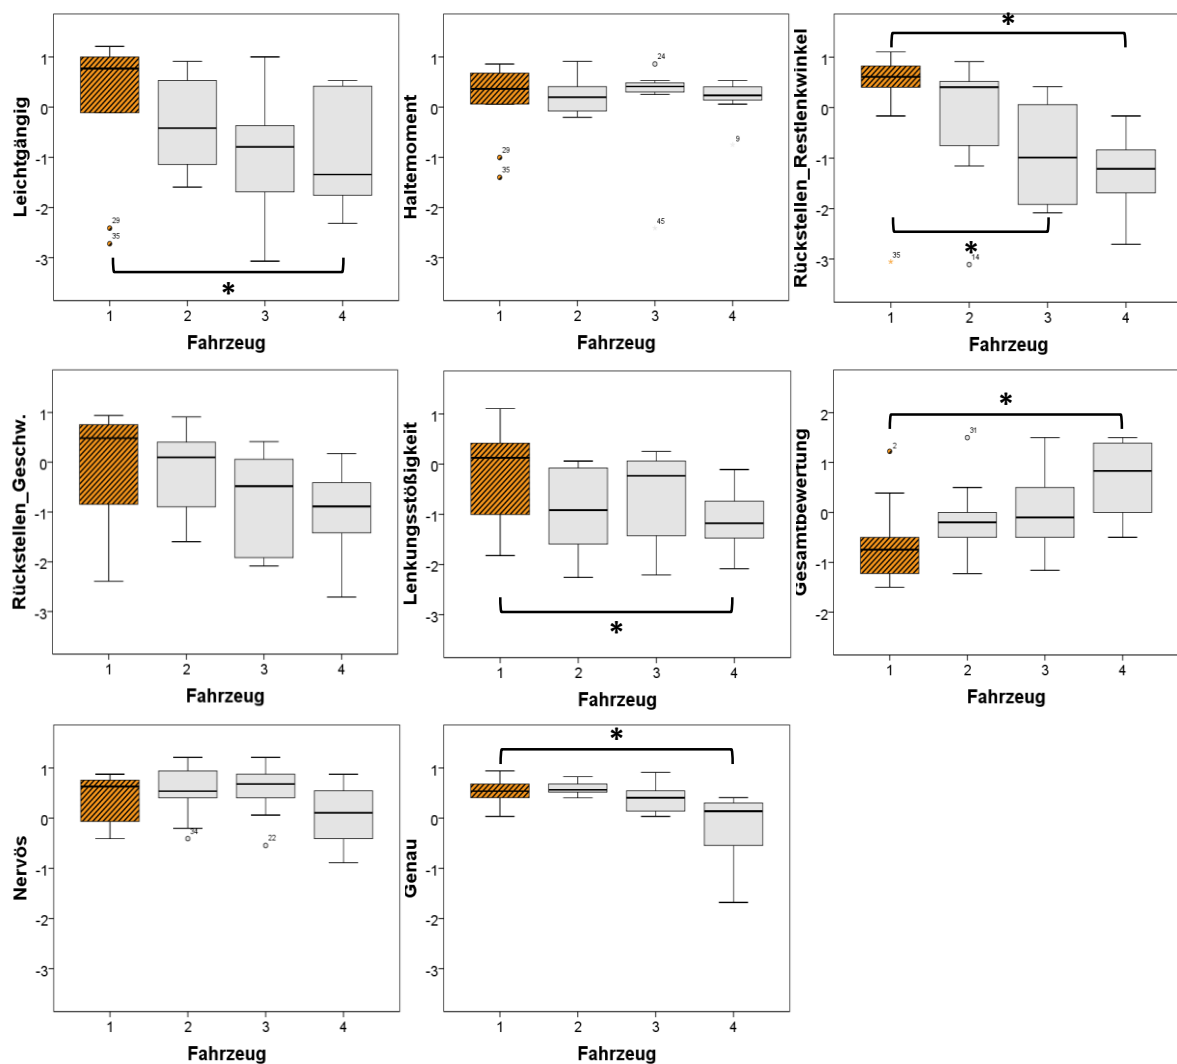 Leichtgängig
1
0
-1
-2
-3
29
35
*
1 2 3 4
Fahrzeug
Haltemoment
1
0
-1
-2
-3
29
35
24
45
9
1 2 3 4
Fahrzeug
Rückstellen_Restlenkwinkel
*
1
0
-1
-2
-3
35
14
*
1 2 3 4
Fahrzeug
Rückstellen_Geschw.
1
0
-1
-2
-3
1 2 3 4
Fahrzeug
Lenkungsstößigkeit
1
0
-1
-2
-3
*
1 2 3 4
Fahrzeug
Gesamtbewertung
*
2
1
0
-1
-2
2
31
1 2 3 4
Fahrzeug
Nervös
1
0
-1
-2
-3
34
22
1 2 3 4
Fahrzeug
Genau
*
1
0
-1
-2
-3
1 2 3 4
Fahrzeug